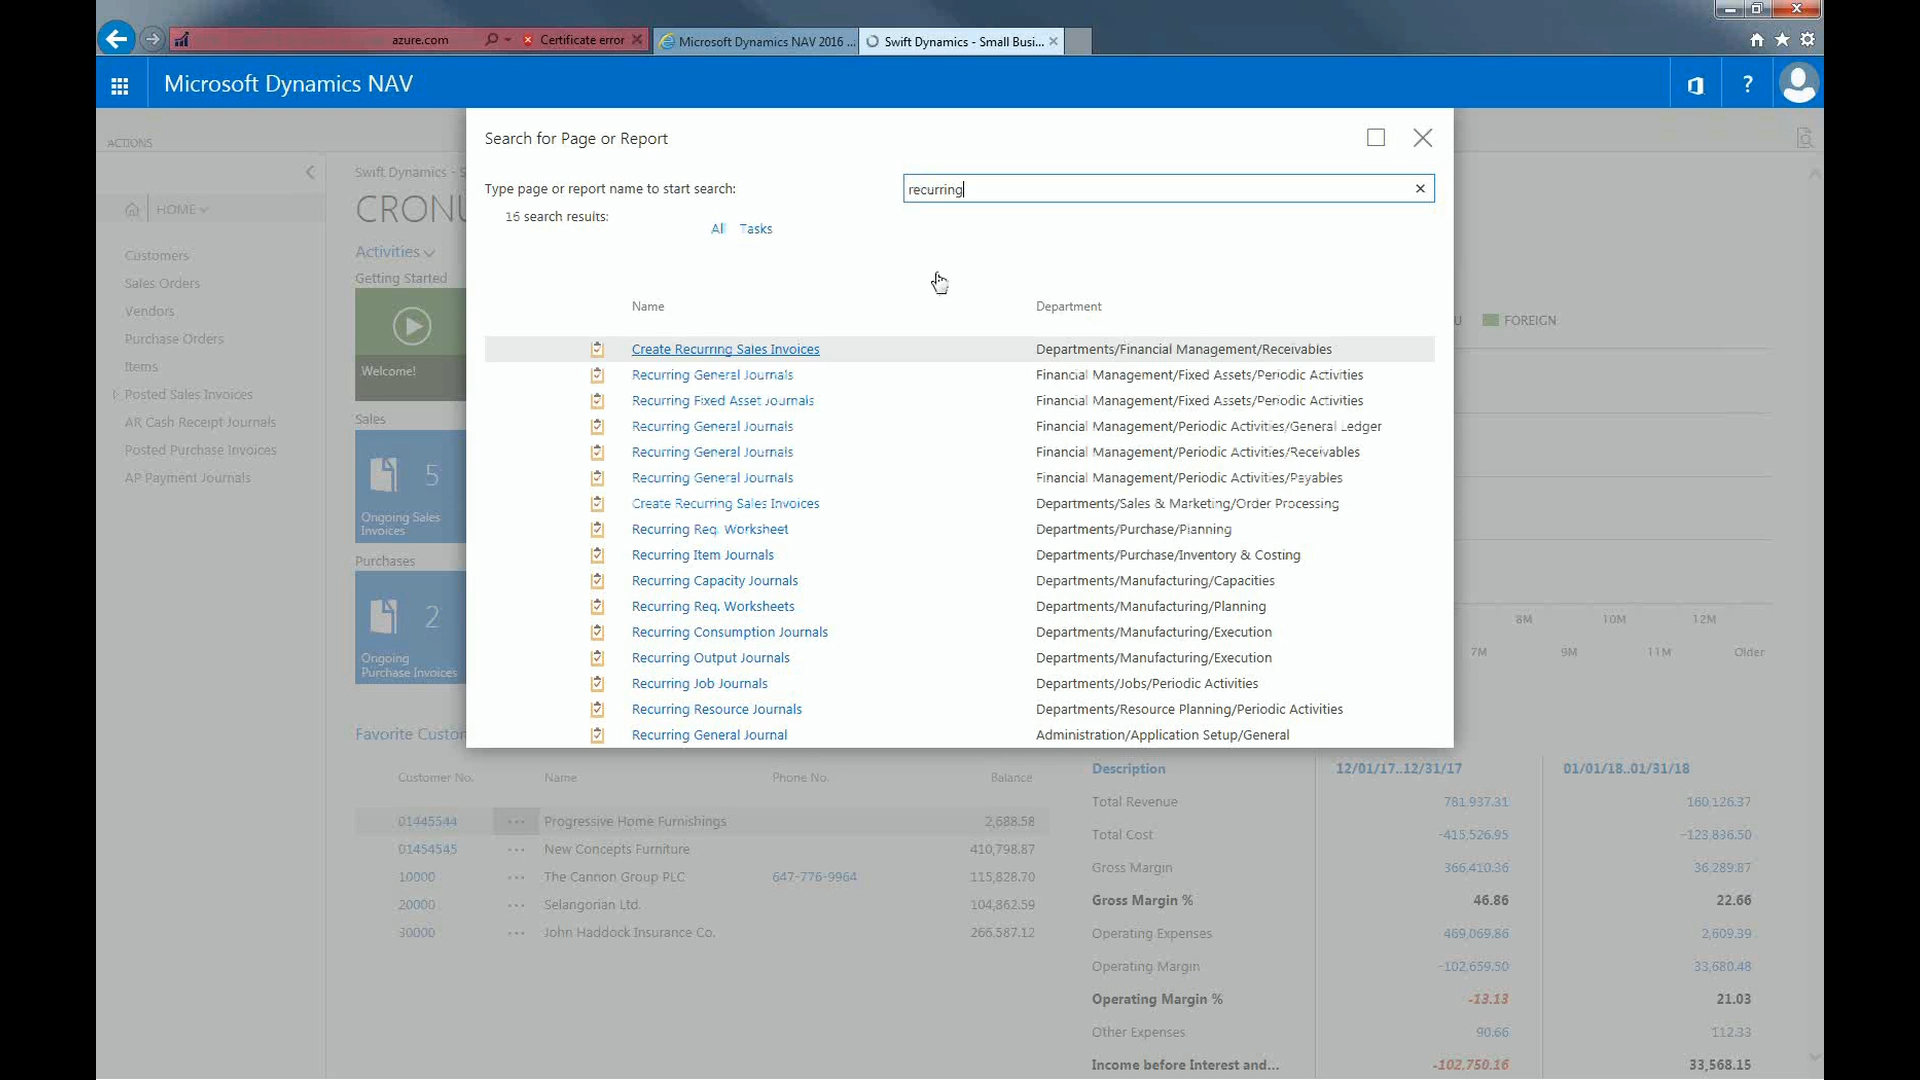 azure.com
Certificate error
Microsoft Dynamics NAV 2016 ...
Swift Dynamics - Small Busi...
Microsoft Dynamics NAV
?
ACTIONS
Search for Page or Report
Type page or report name to start search:
recurring
16 search results:
All Tasks
Name Department
Create Recurring Sales Invoices Departments/Financial Management/Receivables
Recurring General Journals Financial Management/Fixed Assets/Periodic Activities
Recurring Fixed Asset Journals Financial Management/Fixed Assets/Periodic Activities
Recurring General Journals Financial Management/Periodic Activities/General Ledger
Recurring General Journals Financial Management/Periodic Activities/Receivables
Recurring General Journals Financial Management/Periodic Activities/Payables
Create Recurring Sales Invoices Departments/Sales & Marketing/Order Processing
Recurring Req. Worksheet Departments/Purchase/Planning
Recurring Item Journals Departments/Purchase/Inventory & Costing
Recurring Capacity Journals Departments/Manufacturing/Capacities
Recurring Req. Worksheets Departments/Manufacturing/Planning
Recurring Consumption Journals Departments/Manufacturing/Execution
Recurring Output Journals Departments/Manufacturing/Execution
Recurring Job Journals Departments/Jobs/Periodic Activities
Recurring Resource Journals Departments/Resource Planning/Periodic Activities
Recurring General Journal Administration/Application Setup/General
HOME
Customers
Sales Orders
Vendors
Purchase Orders
Items
Posted Sales Invoices
AR Cash Receipt Journals
Posted Purchase Invoices
AP Payment Journals
Swift Dynamics - S
CRONU
Activities
Getting Started
Welcome!
Sales
5
Ongoing Sales
Invoices
Purchases
2
Ongoing
Purchase Invoices
U FOREIGN
8M 10M 12M
7M 9M 11M Older
Favorite Custo
Customer No. Name Phone No. Balance
01445544 ··· Progressive Home Furnishings 2,688.58
01454545 ··· New Concepts Furniture 410,798.87
10000 ··· The Cannon Group PLC 647-776-9964 115,828.70
20000 ··· Selangorian Ltd. 104,862.59
30000 ··· John Haddock Insurance Co. 266,587.12
Description 12/01/17..12/31/17 01/01/18..01/31/18
Total Revenue 781,937.31 160,126.37
Total Cost -415,526.95 -123,836.50
Gross Margin 366,410.36 36,289.87
Gross Margin % 46.86 22.66
Operating Expenses 469,069.86 2,609.39
Operating Margin -102,659.50 33,680.48
Operating Margin % -13.13 21.03
Other Expenses 90.66 112.33
Income before Interest and... -102,750.16 33,568.15